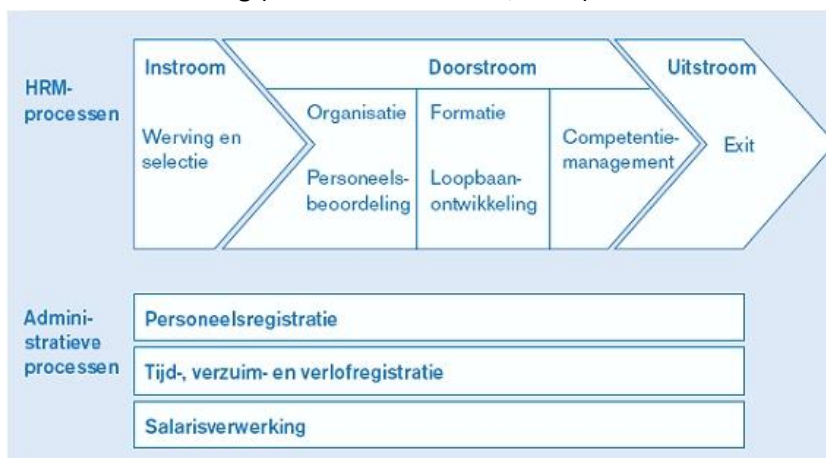 HRM-
processen
Instroom
Werving en
selectie
Doorstroom
Organisatie
Personeels-
beoordeling
Formatie
Loopbaan-
ontwikkeling
Competentie-
management
Uitstroom
Exit
Admini-
stratieve
processen
Personeelsregistratie
Tijd-, verzuim- en verlofregistratie
Salarisverwerking